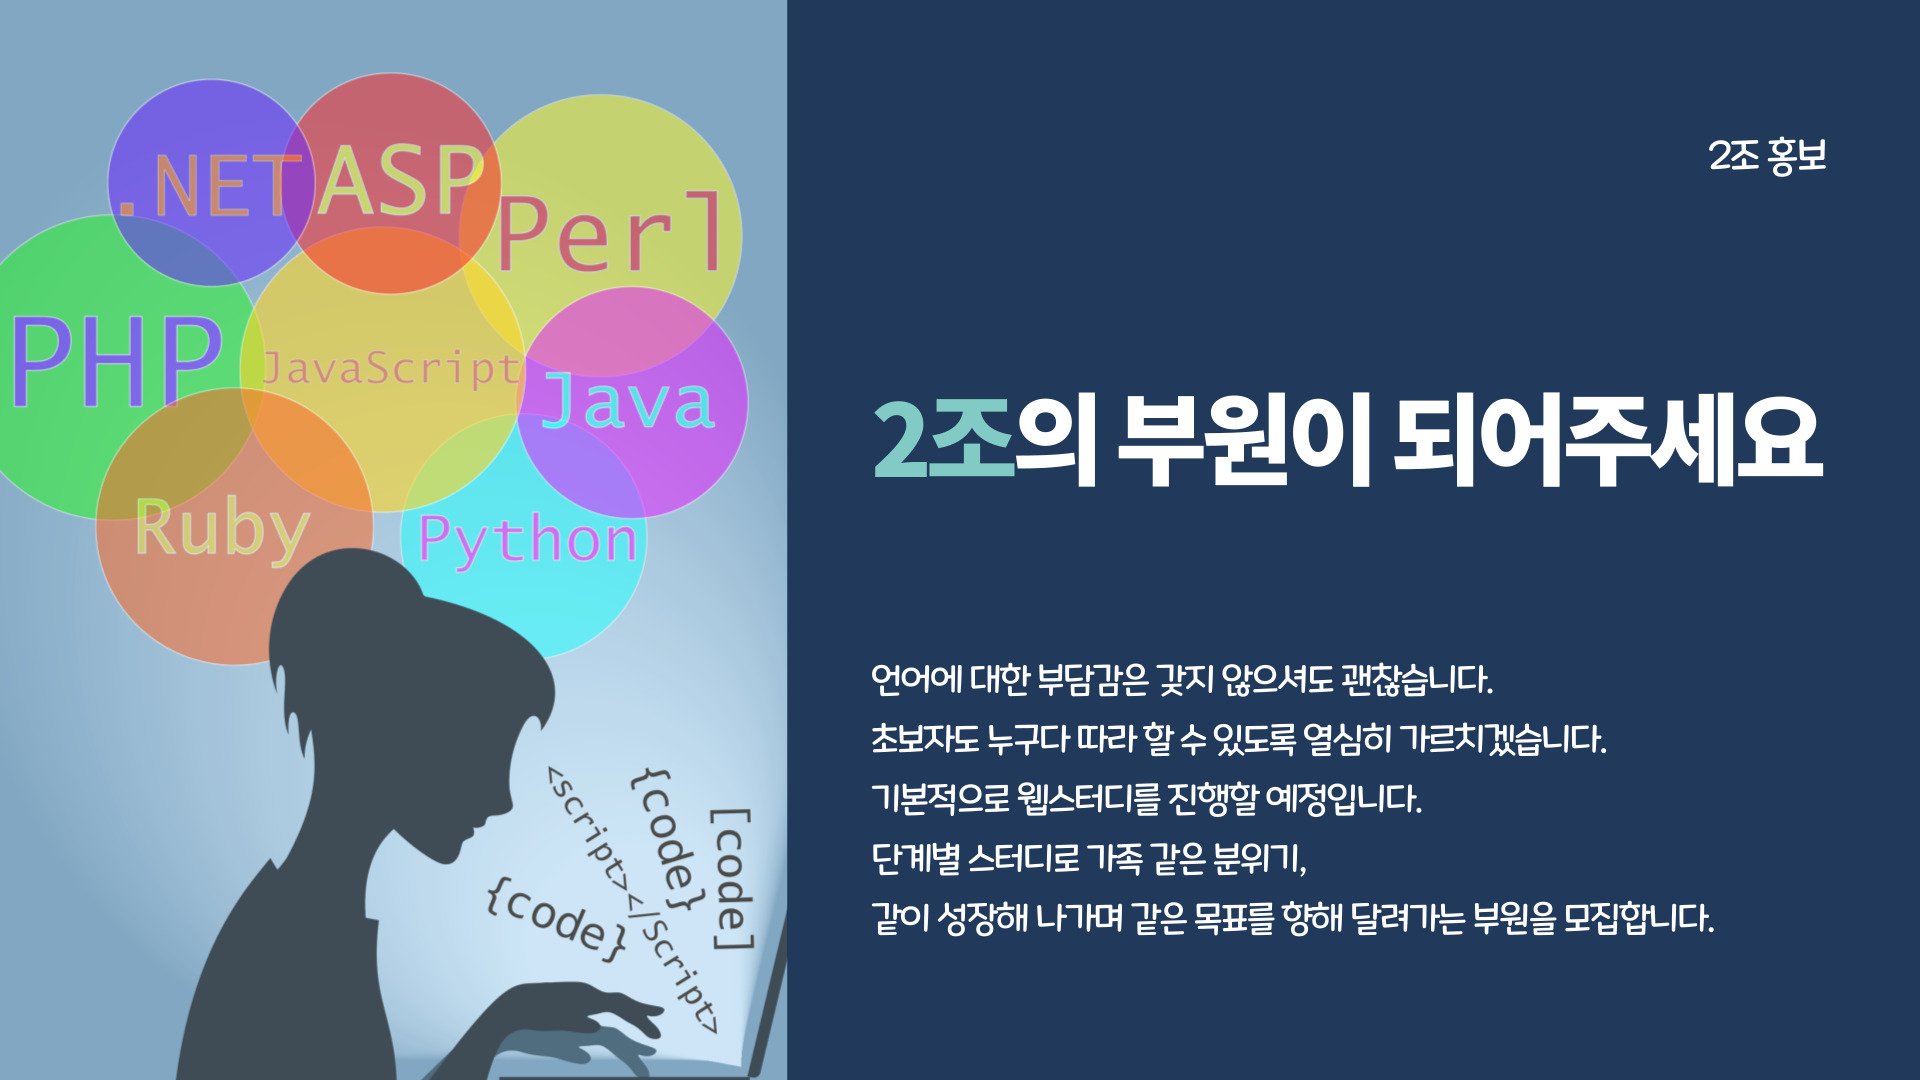 .NET
ASP
Perl
PHP
JavaScript
Java
Ruby
Python
<script></Script>
{code}
[code]
{code}
2조 홍보
2조의 부원이 되어주세요
언어에 대한 부담감은 갖지 않으셔도 괜찮습니다.
초보자도 누구다 따라 할 수 있도록 열심히 가르치겠습니다.
기본적으로 웹스터디를 진행할 예정입니다.
단계별 스터디로 가족 같은 분위기,
같이 성장해 나가며 같은 목표를 향해 달려가는 부원을 모집합니다.